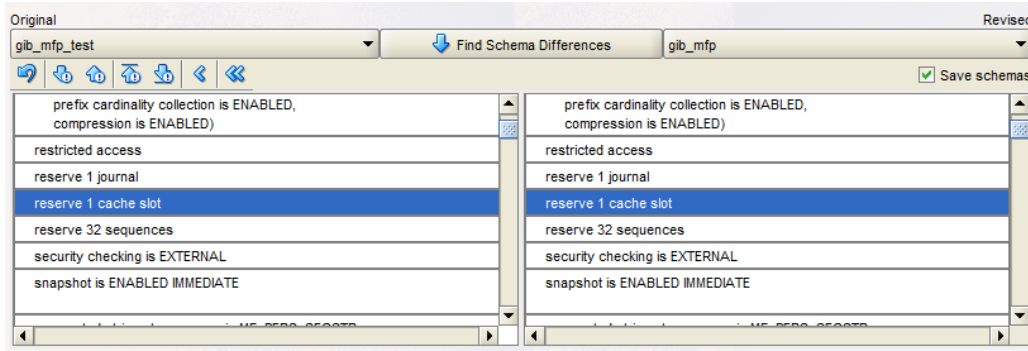 Original
Revised
gib_mfp_test
Find Schema Differences
gib_mfp
Save schemas
prefix cardinality collection is ENABLED,
compression is ENABLED)
restricted access
reserve 1 journal
reserve 1 cache slot
reserve 32 sequences
security checking is EXTERNAL
snapshot is ENABLED IMMEDIATE
prefix cardinality collection is ENABLED,
compression is ENABLED)
restricted access
reserve 1 journal
reserve 1 cache slot
reserve 32 sequences
security checking is EXTERNAL
snapshot is ENABLED IMMEDIATE